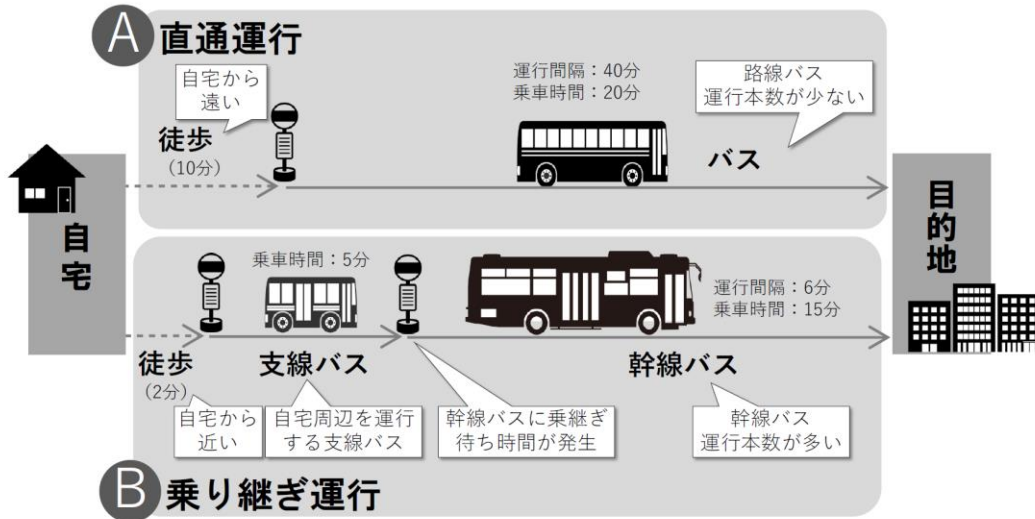 A 直通運行
自宅から
遠い
徒歩
(10分)
運行間隔：40分
乗車時間：20分
路線バス
運行本数が少ない
バス
自宅
目的地
乗車時間：5分
運行間隔：6分
乗車時間：15分
徒歩
(2分)
支線バス
幹線バス
自宅から
近い
自宅周辺を運行
する支線バス
幹線バスに乗継ぎ
待ち時間が発生
幹線バス
運行本数が多い
B 乗り継ぎ運行